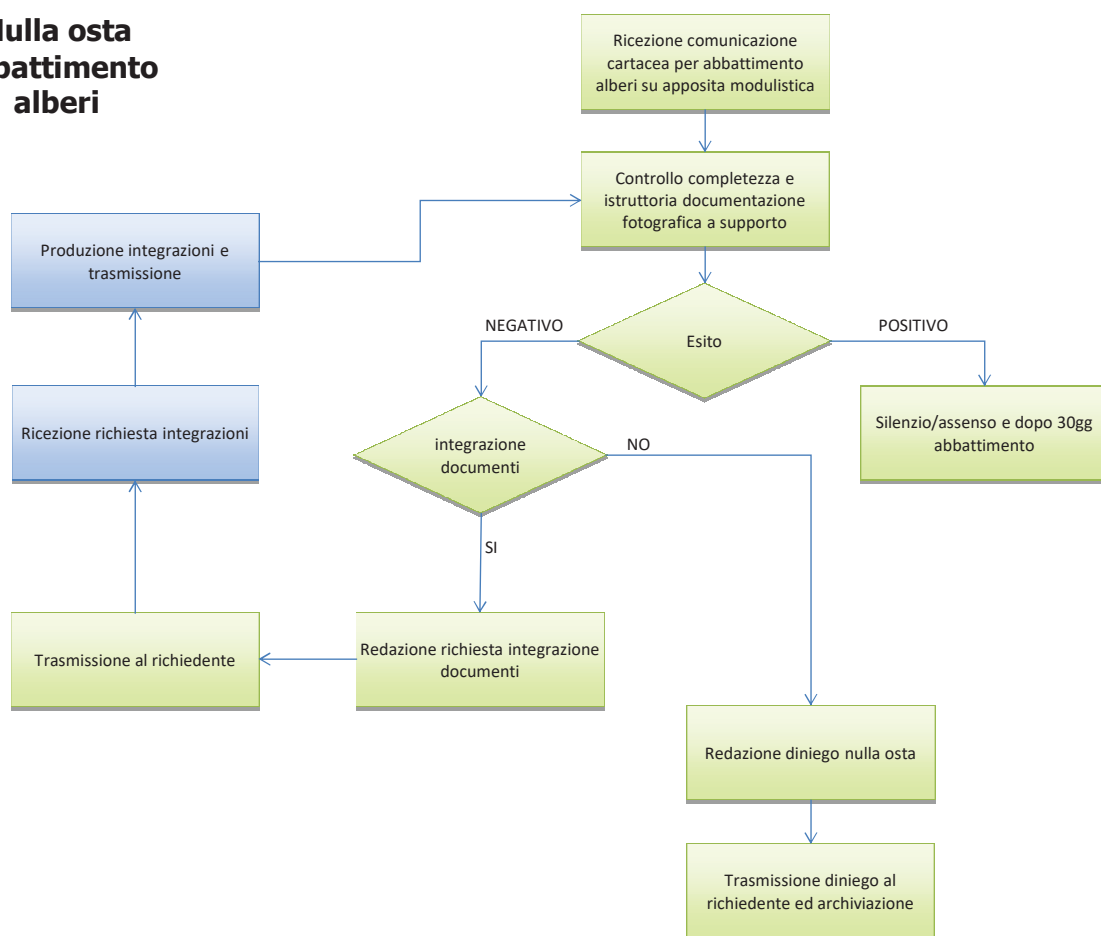 ulla osta
battimento
alberi
Ricezione comunicazione
cartacea per abbattimento
alberi su apposita modulistica
Controllo completezza e
istruttoria documentazione
fotografica a supporto
Produzione integrazioni e
trasmissione
NEGATIVO
Esito
POSITIVO
Ricezione richiesta integrazioni
integrazione
documenti
NO
Silenzio/assenso e dopo 30gg
abbattimento
SI
Trasmissione al richiedente
Redazione richiesta integrazione
documenti
Redazione diniego nulla osta
Trasmissione diniego al
richiedente ed archiviazione